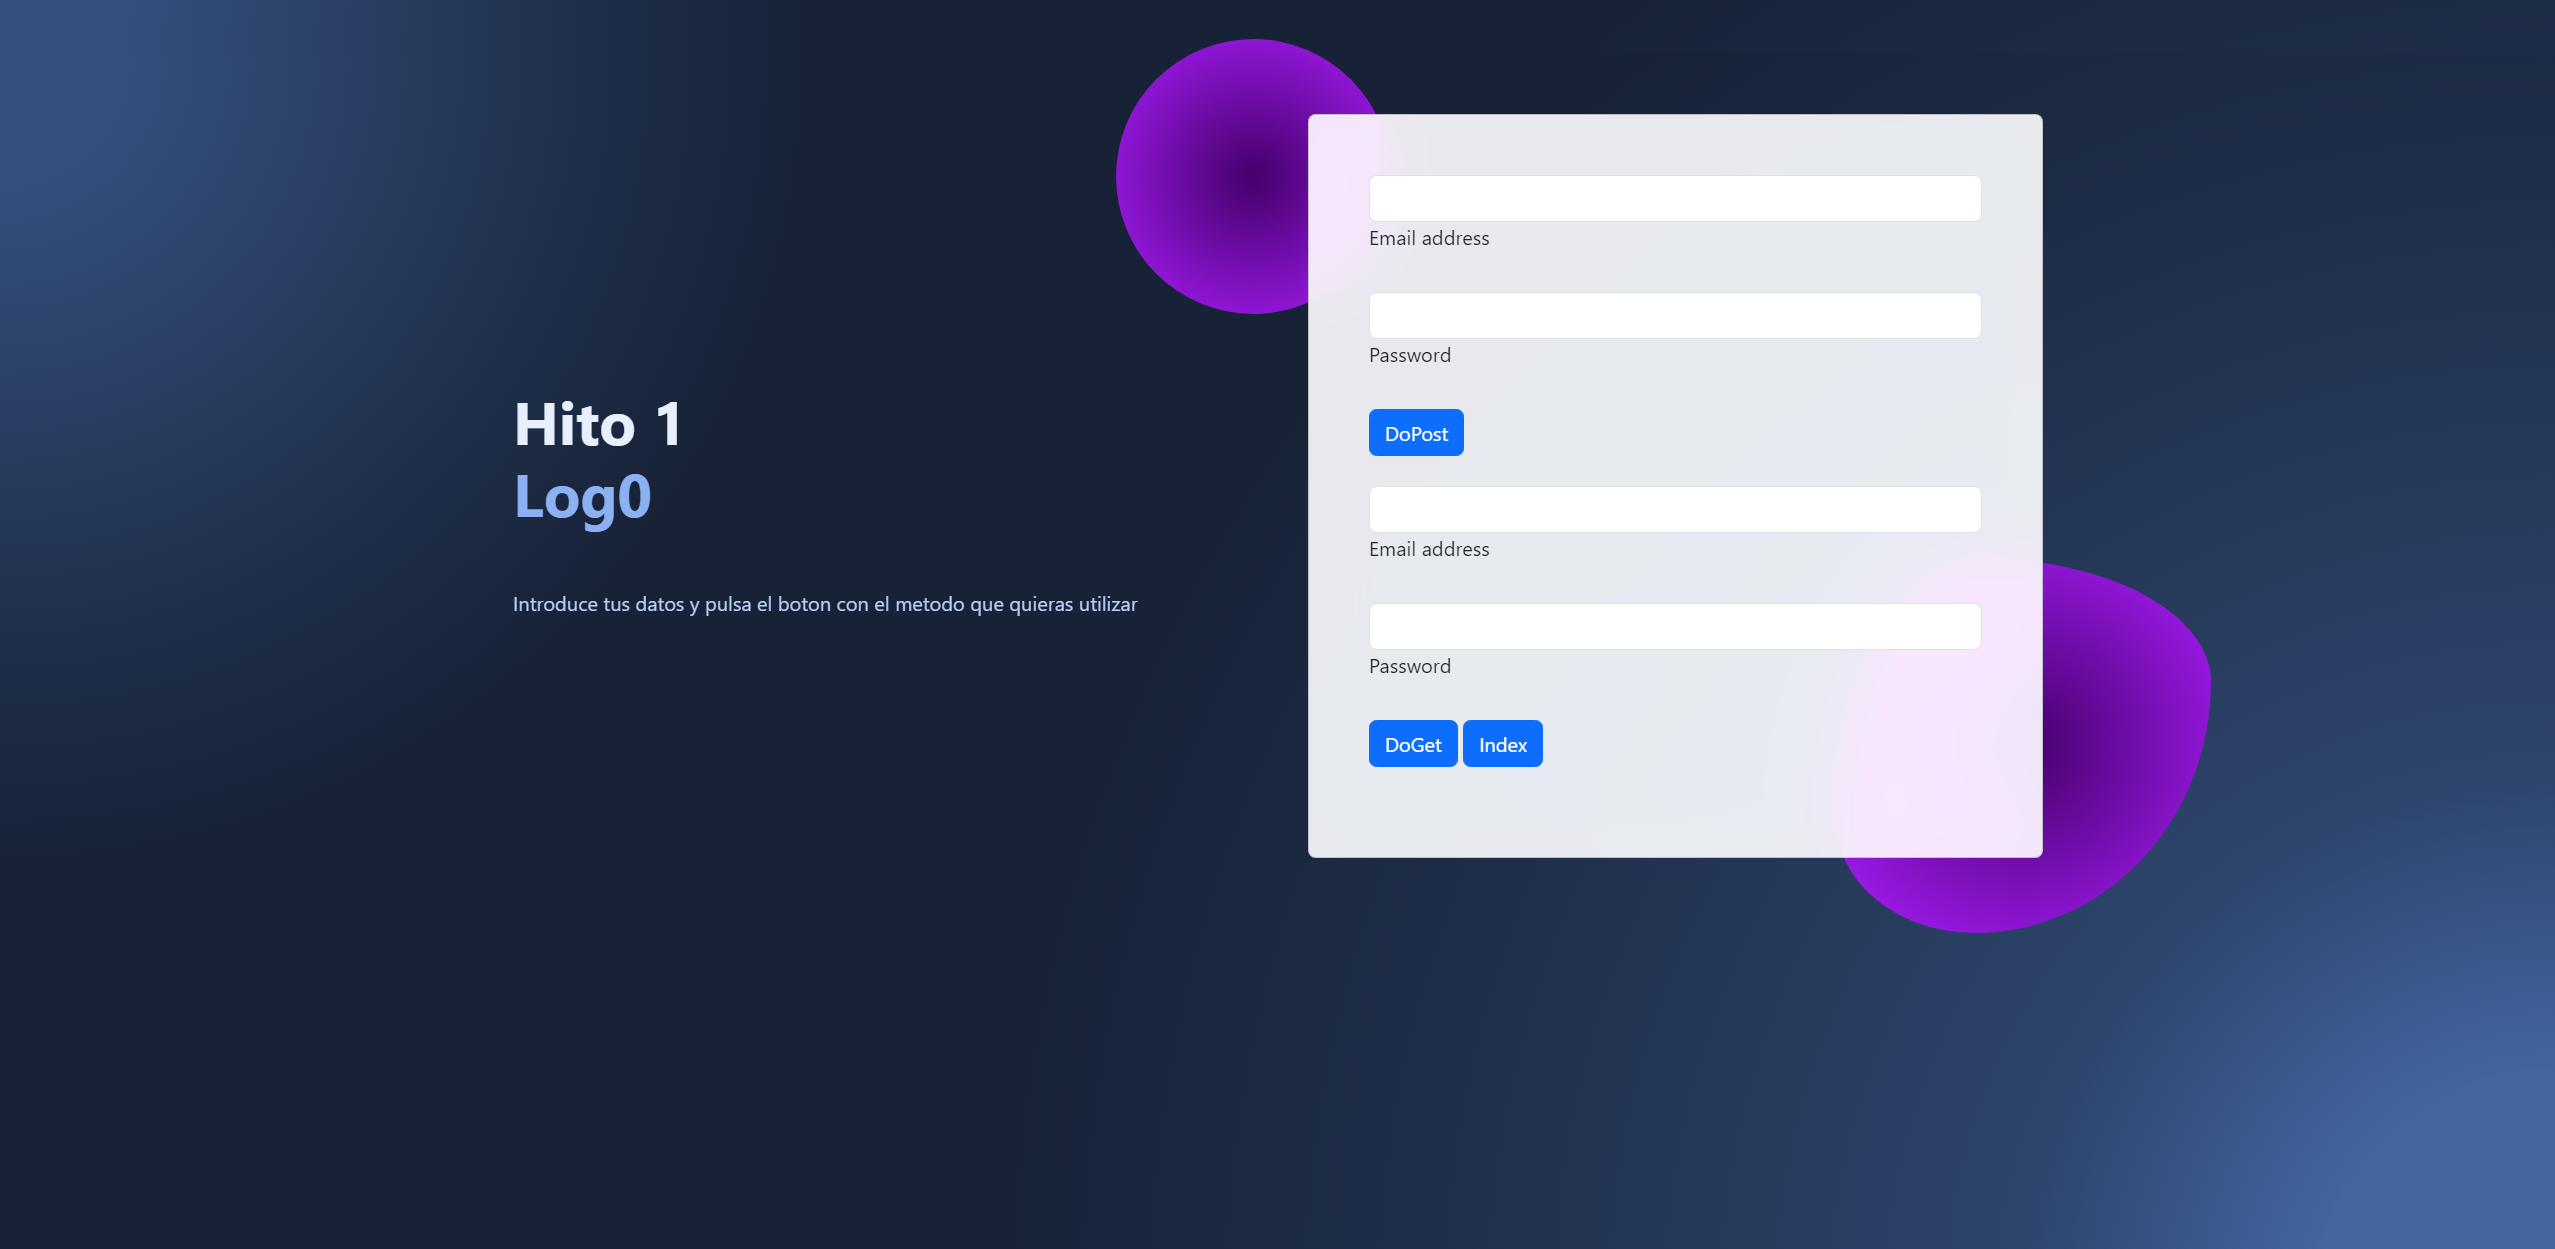 Hito 1
Log0
Introduce tus datos y pulsa el boton con el metodo que quieras utilizar
Email address
Password
DoPost
Email address
Password
DoGet Index